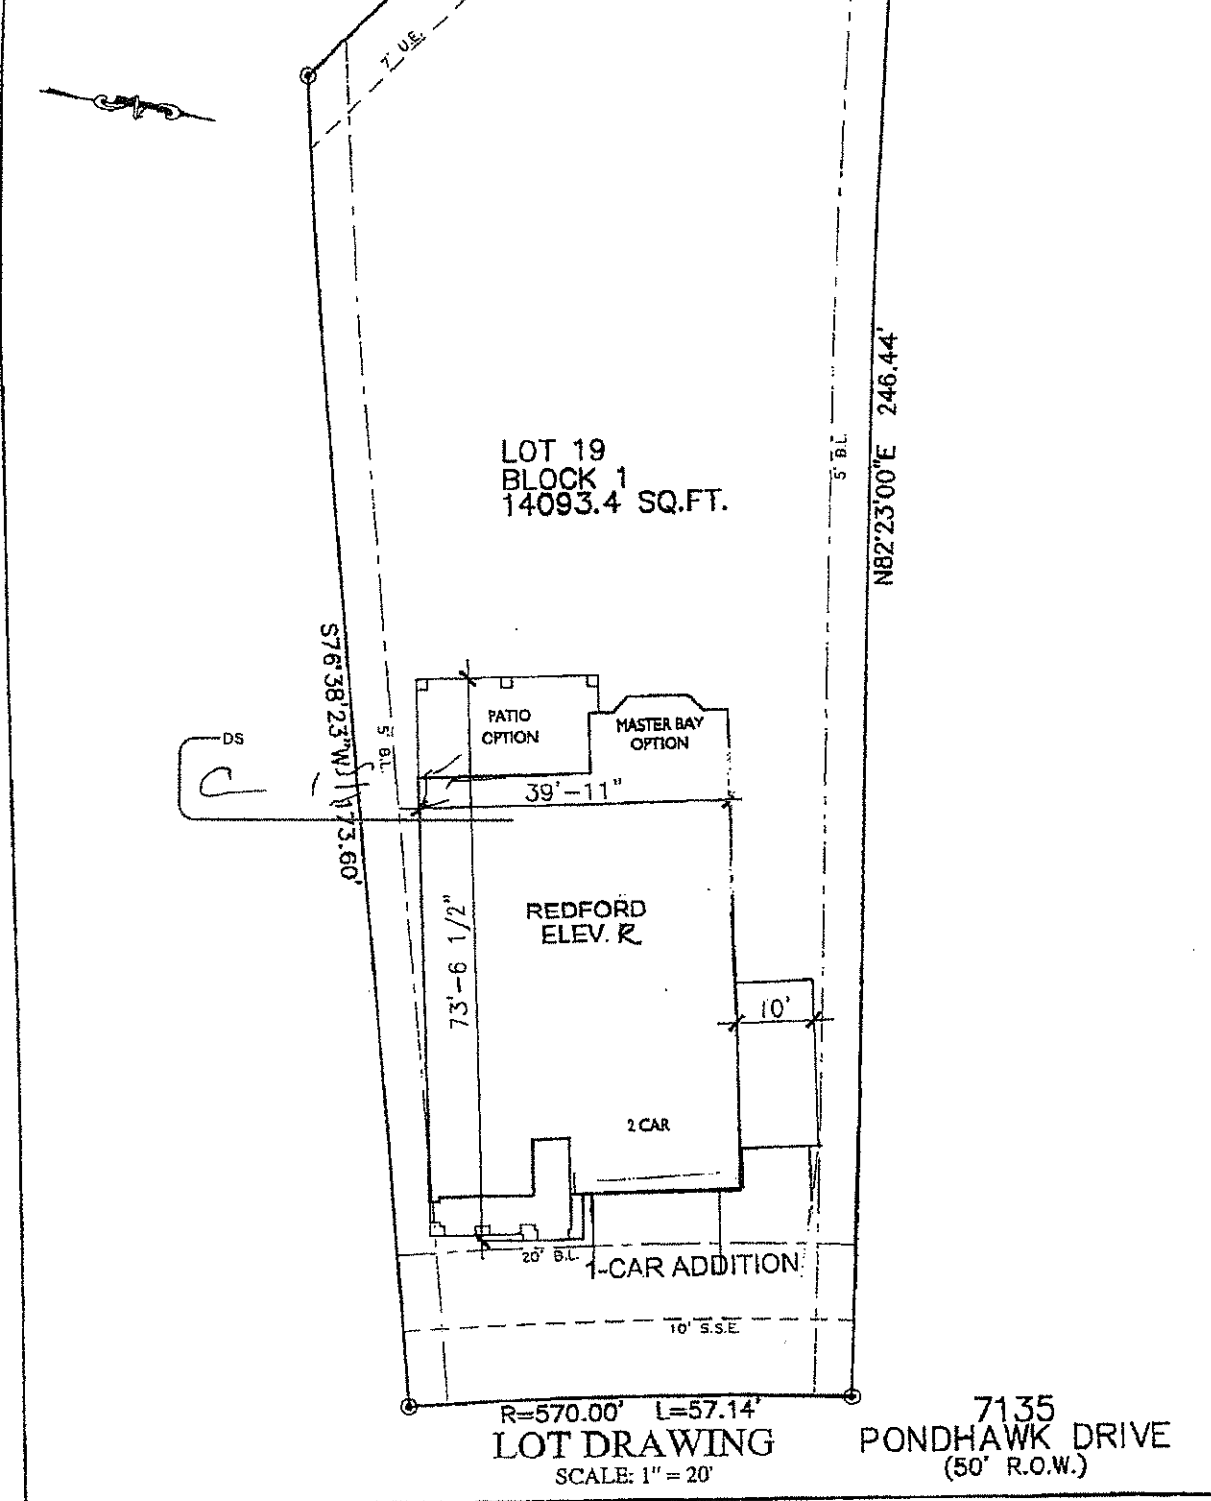 7' U.E.
LOT 19
BLOCK 1
14093.4 SQ.FT.
5' B.L.
N82°23'00"E 246.44'
S76°38'23"W 173.60'
5' B.L.
DS
PATIO
OPTION
MASTER BAY
OPTION
39'-11"
73'-6 1/2"
REDFORD
ELEV. R
10'
2 CAR
20' B.L.
1-CAR ADDITION
10' S.S.E.
R=570.00' L=57.14'
LOT DRAWING
SCALE: 1" = 20'
7135
PONDHAWK DRIVE
(50' R.O.W.)